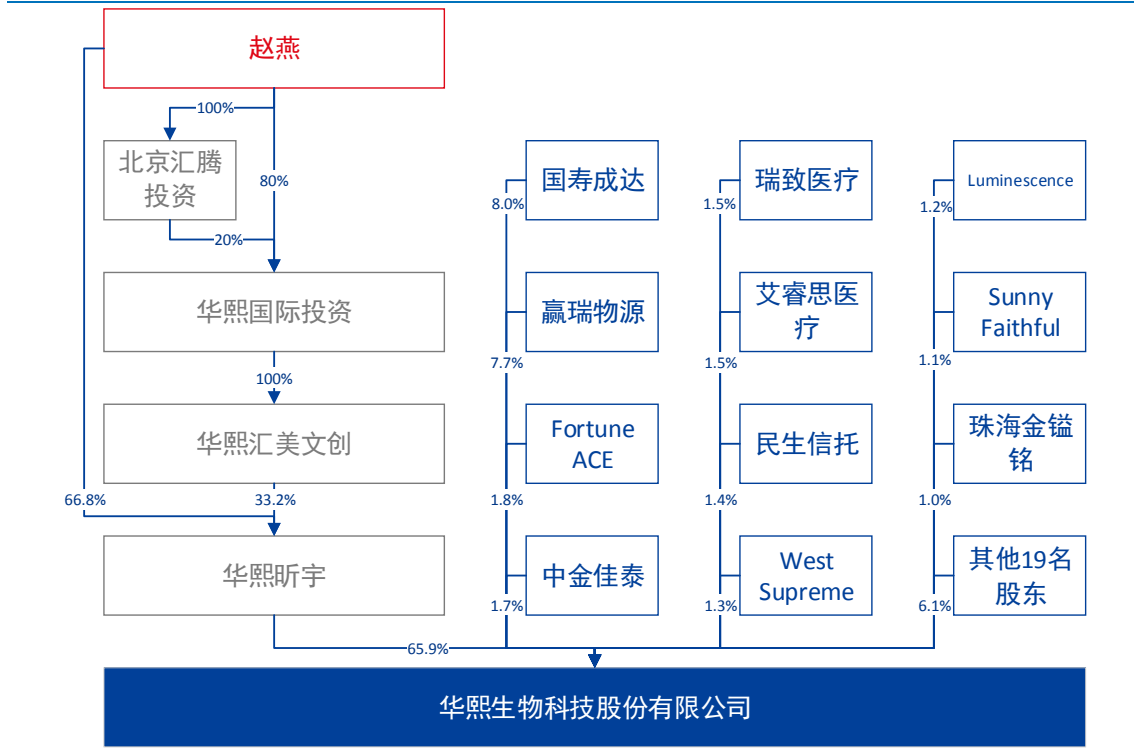 赵燕
100%
北京汇腾
投资
80%
20%
华熙国际投资
100%
华熙汇美文创
66.8%
33.2%
华熙昕宇
65.9%
国寿成达
8.0%
赢瑞物源
7.7%
Fortune
ACE
1.8%
中金佳泰
1.7%
瑞致医疗
1.5%
艾睿思医
疗
1.5%
民生信托
1.4%
West
Supreme
1.3%
Luminescence
1.2%
Sunny
Faithful
1.1%
珠海金镒
铭
1.0%
其他19名
股东
6.1%
华熙生物科技股份有限公司